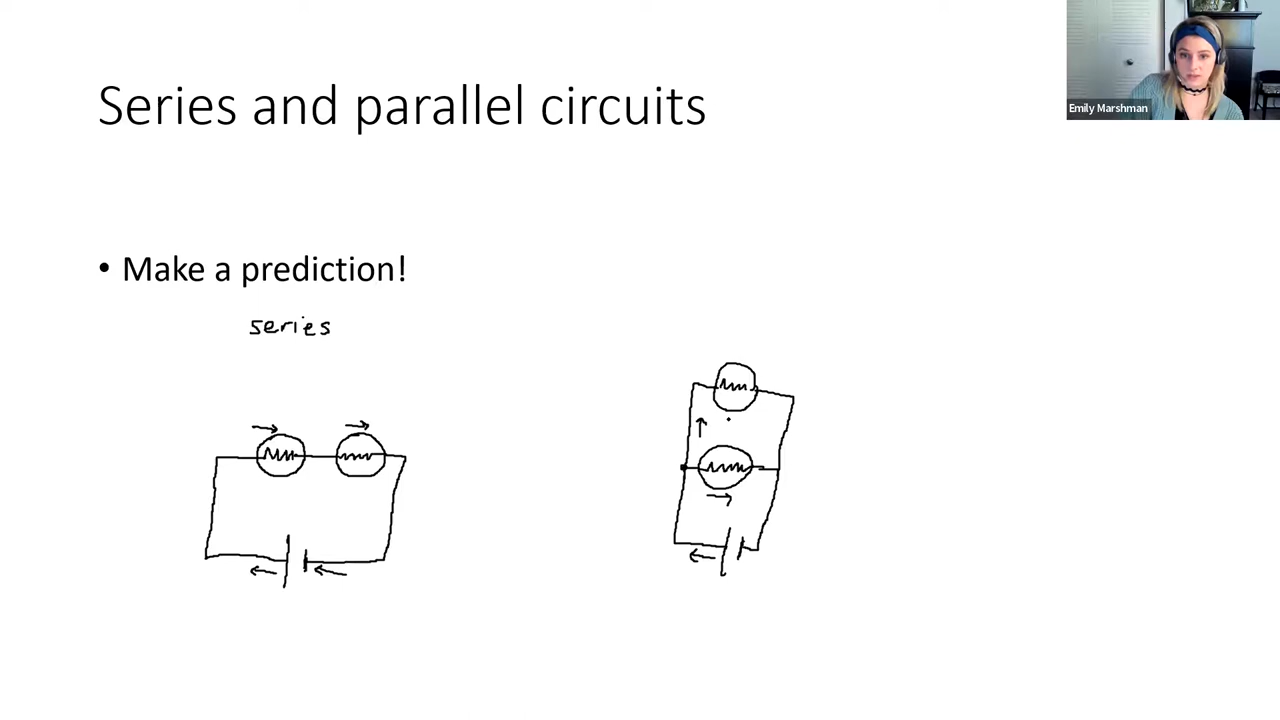 Emily Marshman
Series and parallel circuits
• Make a prediction!
series